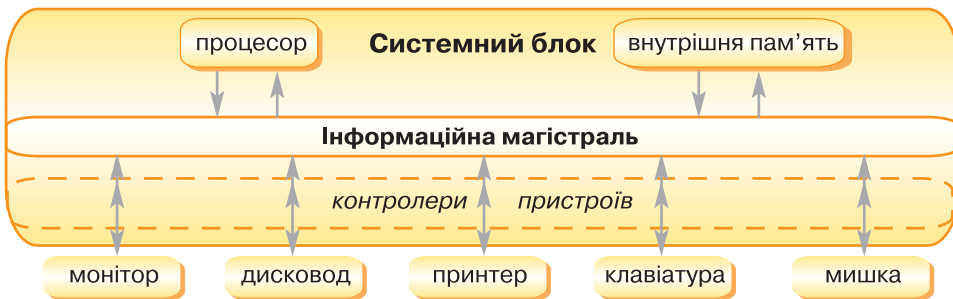 процесор
Системний блок
внутрішня пам’ять
Інформаційна магістраль
контролери пристроїв
монітор
дисковод
принтер
клавіатура
мишка